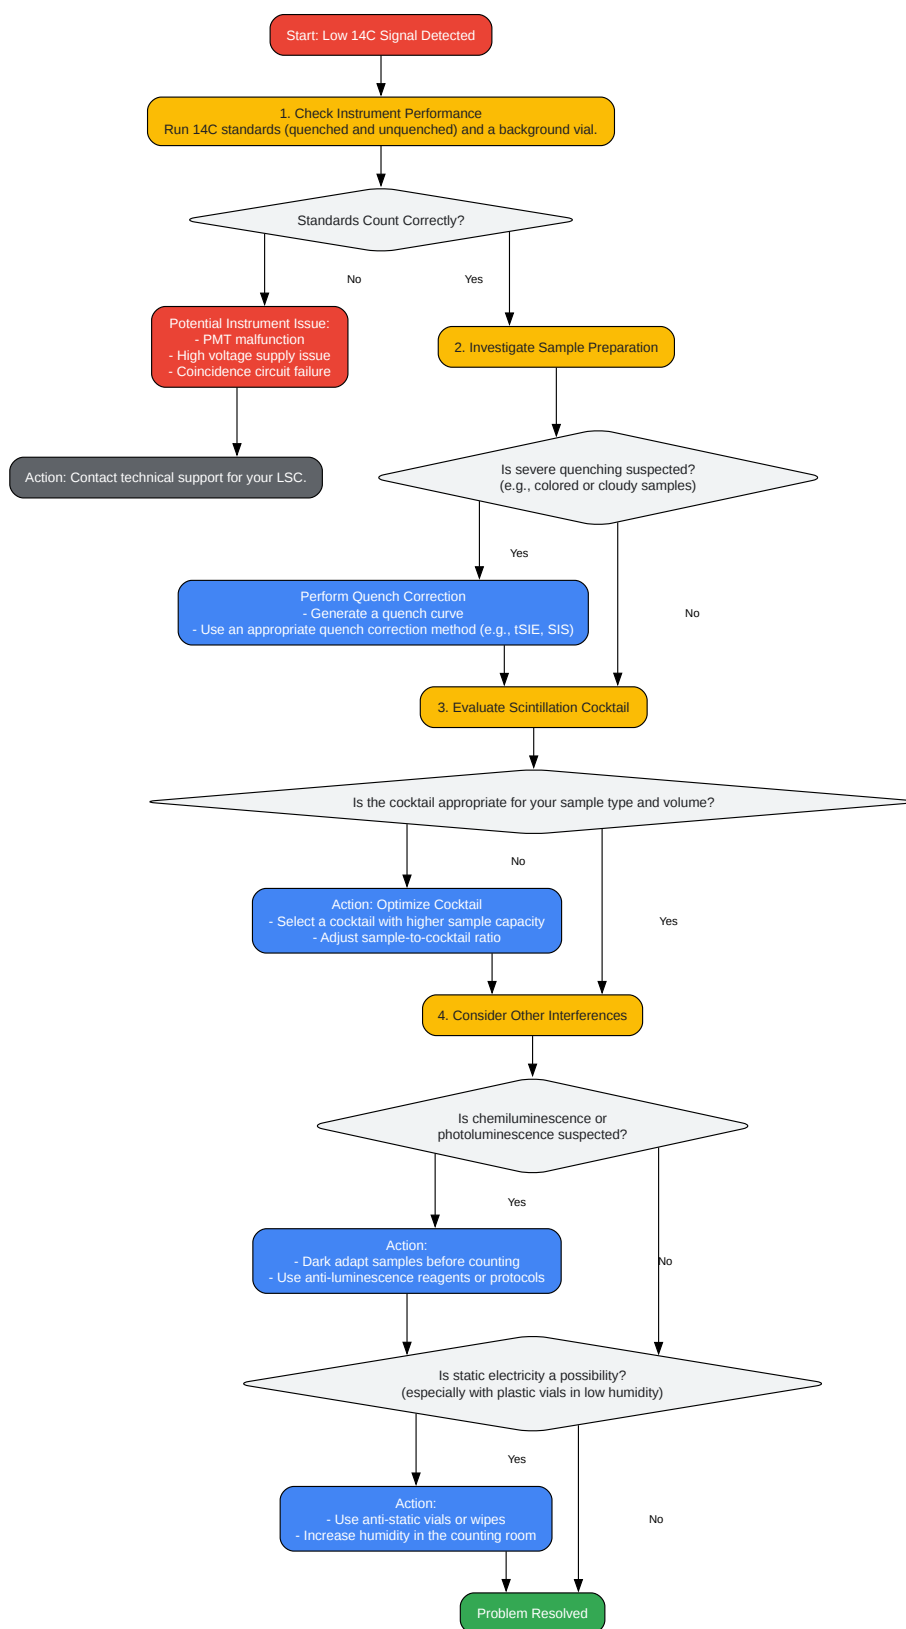 Start: Low 14C Signal Detected
1. Check Instrument Performance
Run 14C standards (quenched and unquenched) and a background vial.
Standards Count Correctly?
No
Yes
Potential Instrument Issue:
- PMT malfunction
- High voltage supply issue
- Coincidence circuit failure
2. Investigate Sample Preparation
Action: Contact technical support for your LSC.
Is severe quenching suspected?
(e.g., colored or cloudy samples)
Yes
Perform Quench Correction
- Generate a quench curve
- Use an appropriate quench correction method (e.g., tSIE, SIS)
No
3. Evaluate Scintillation Cocktail
Is the cocktail appropriate for your sample type and volume?
No
Action: Optimize Cocktail
- Select a cocktail with higher sample capacity
- Adjust sample-to-cocktail ratio
Yes
4. Consider Other Interferences
Is chemiluminescence or
photoluminescence suspected?
Yes
Action:
- Dark adapt samples before counting
- Use anti-luminescence reagents or protocols
No
Is static electricity a possibility?
(especially with plastic vials in low humidity)
Yes
Action:
- Use anti-static vials or wipes
- Increase humidity in the counting room
No
Problem Resolved